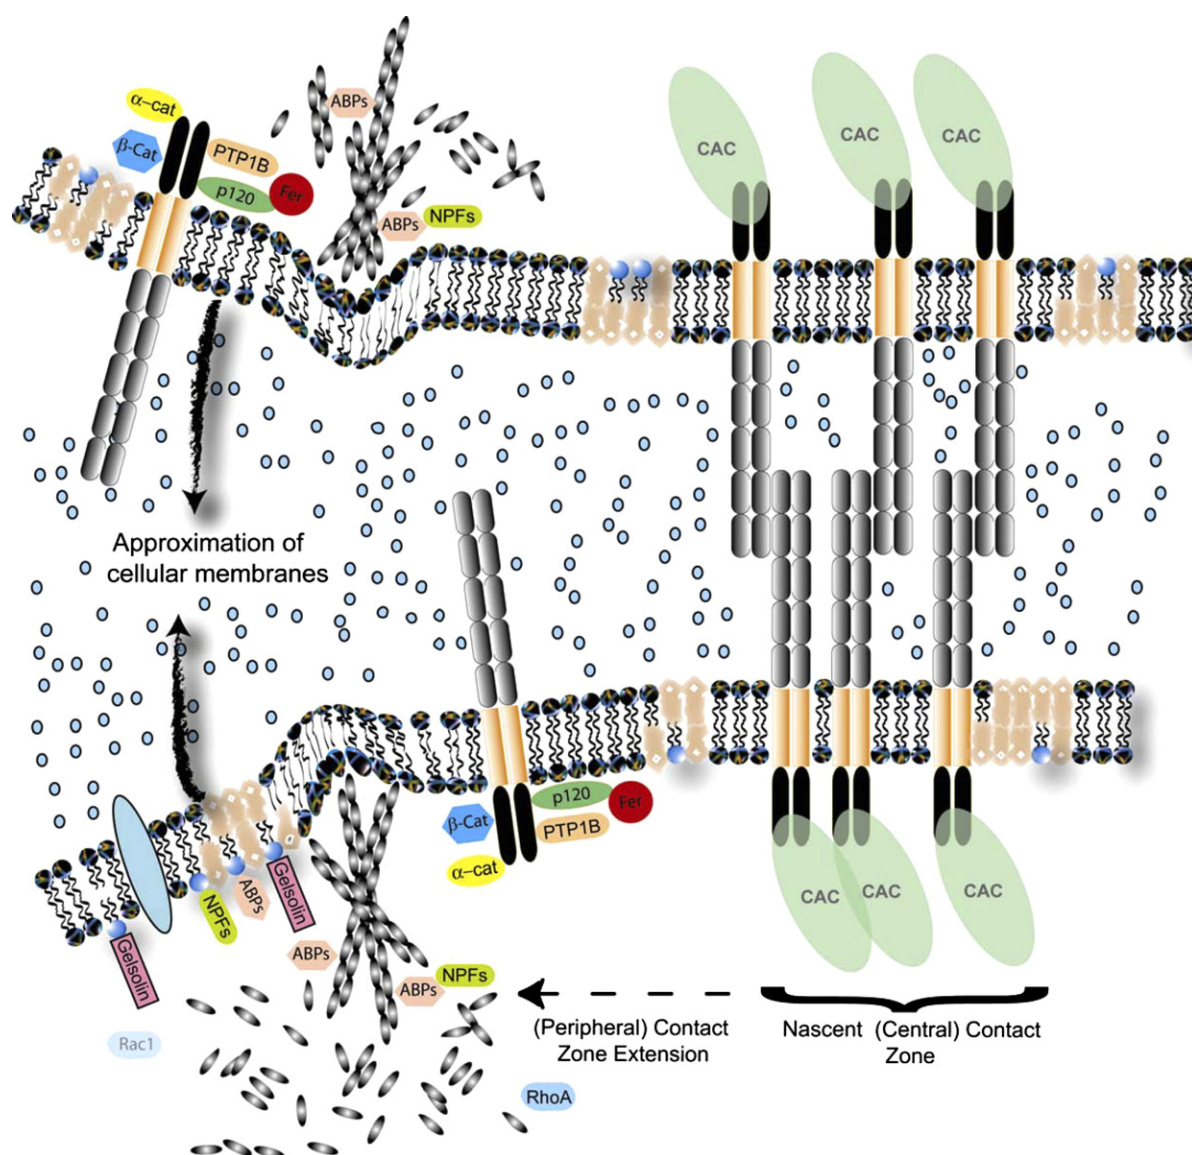 ABPs
α-cat
β-Cat
PTP1B
p120
Fer
ABPs
NPFs
CAC
CAC
CAC
Approximation of
cellular membranes
β-Cat
α-cat
p120
PTP1B
Fer
NPFs
ABPs
Gelsolin
Gelsolin
ABPs
ABPs
NPFs
CAC
CAC
CAC
(Peripheral) Contact
Zone Extension
Nascent (Central) Contact
Zone
Rac1
RhoA